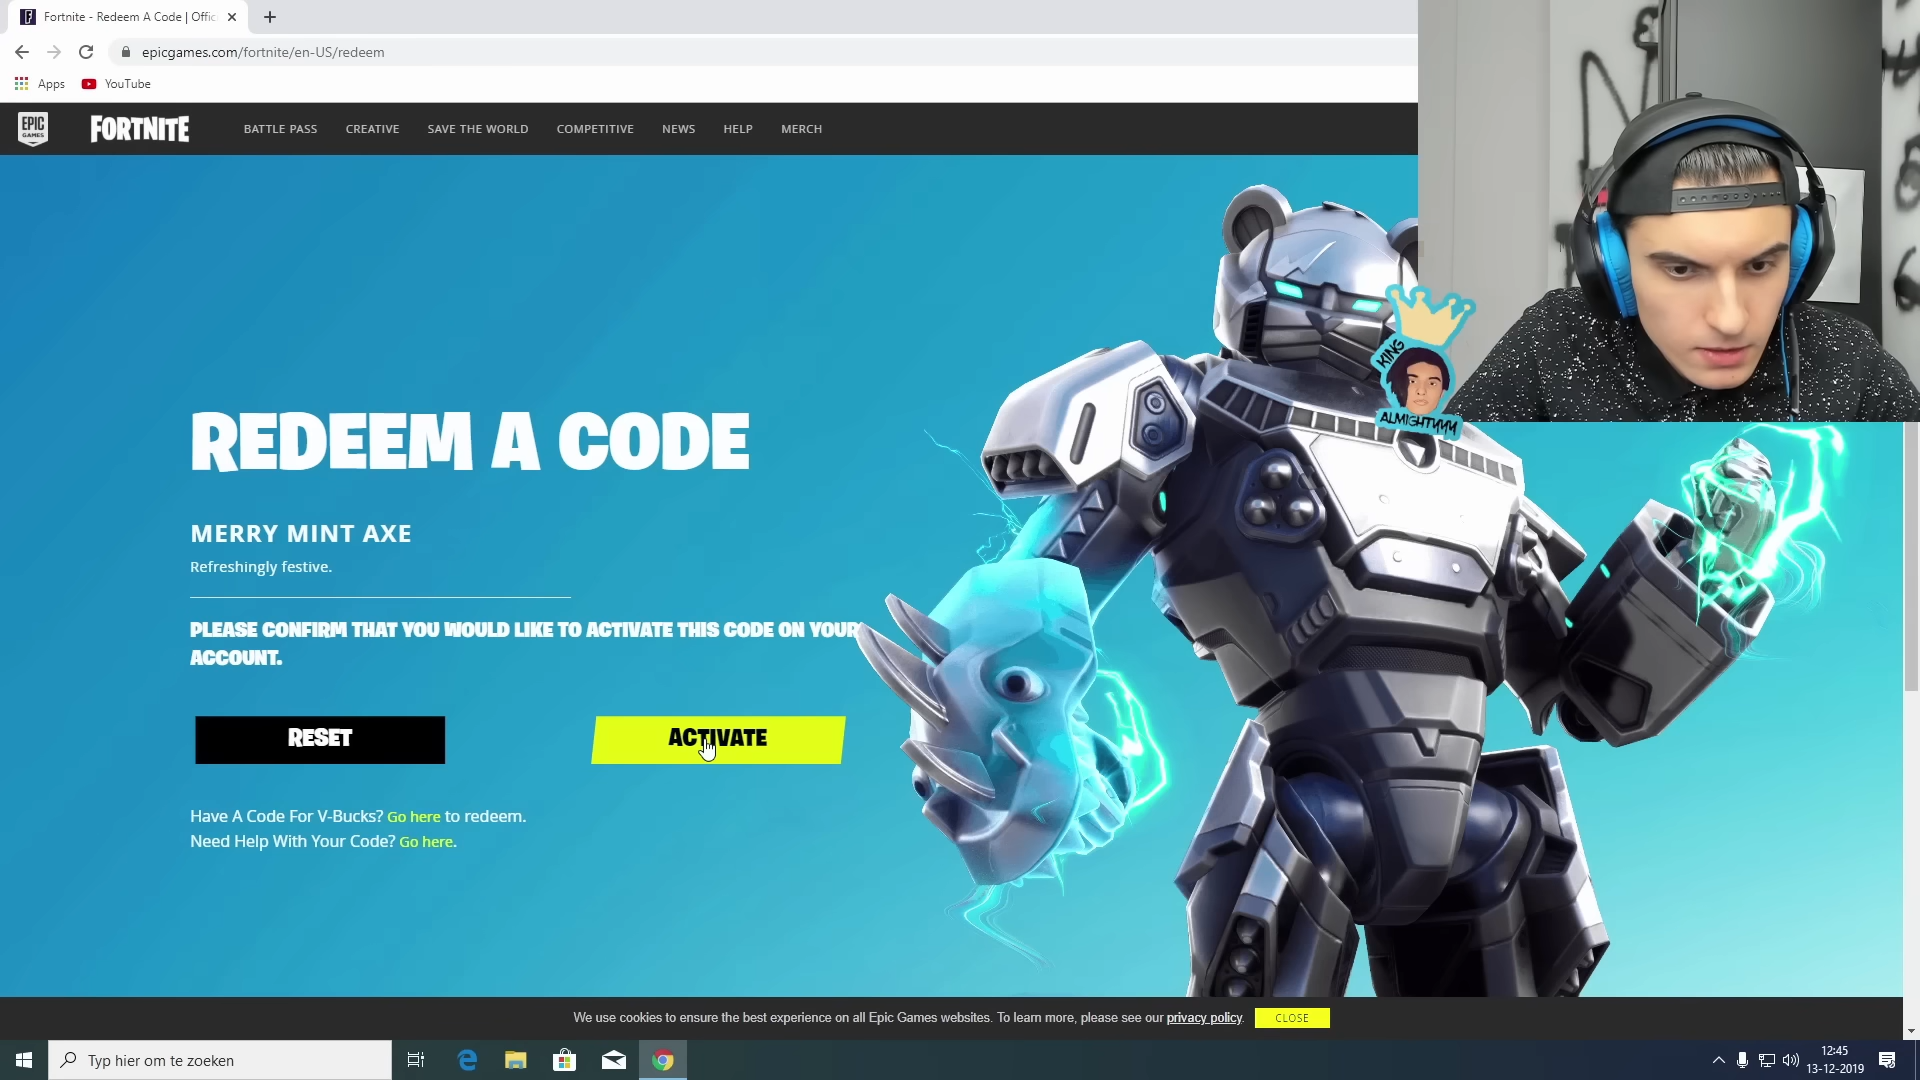 Fortnite - Redeem A Code | Offic
epicgames.com/fortnite/en-US/redeem
Apps
YouTube
EPIC
GAMES
FORTNITE
BATTLE PASS
CREATIVE
SAVE THE WORLD
COMPETITIVE
NEWS
HELP
MERCH
REDEEM A CODE
MERRY MINT AXE
Refreshingly festive.
PLEASE CONFIRM THAT YOU WOULD LIKE TO ACTIVATE THIS CODE ON YOUR
ACCOUNT.
RESET
ACTIVATE
Have A Code For V-Bucks? Go here to redeem.
Need Help With Your Code? Go here.
KING
ALMIGHTYYY
We use cookies to ensure the best experience on all Epic Games websites. To learn more, please see our privacy policy.
CLOSE
Typ hier om te zoeken
12:45
13-12-2019